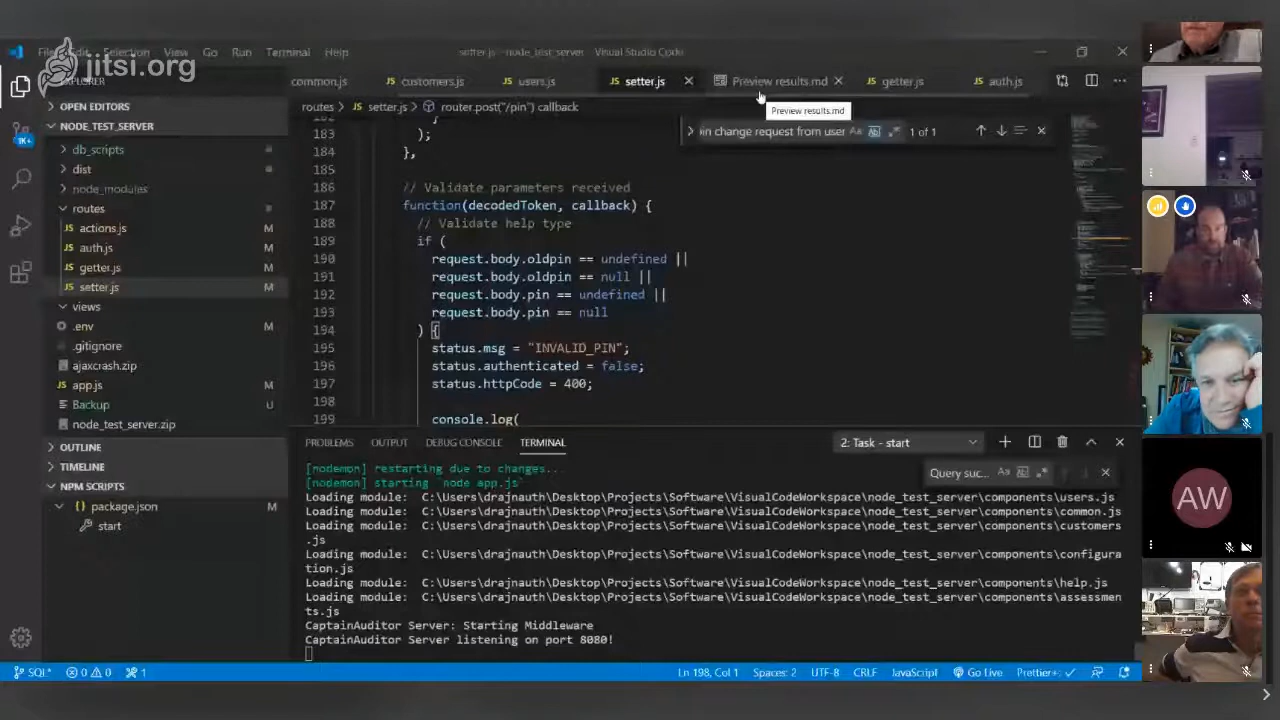 jitsi.org
File Edit Selection View Go Run Terminal Help
setter.js - node_test_server - Visual Studio Code
EXPLORER
common.js
customers.js
users.js
setter.js
Preview results.md
getter.js
auth.js
OPEN EDITORS
NODE_TEST_SERVER
db_scripts
dist
node_modules
routes
actions.js M
auth.js M
getter.js M
setter.js M
views
.env M
.gitignore
ajaxcrash.zip
app.js M
Backup U
node_test_server.zip
OUTLINE
TIMELINE
NPM SCRIPTS
package.json M
start
1K+
routes > setter.js > router.post("/pin") callback
Preview results.md
in change request from user Aa 1 of 1
183 );
184 },
185
186 // Validate parameters received
187 function(decodedToken, callback) {
188 // Validate help type
189 if (
190 request.body.oldpin == undefined ||
191 request.body.oldpin == null ||
192 request.body.pin == undefined ||
193 request.body.pin == null
194 ) {
195 status.msg = "INVALID_PIN";
196 status.authenticated = false;
197 status.httpCode = 400;
198
199 console.log(
PROBLEMS OUTPUT DEBUG CONSOLE TERMINAL
2: Task - start
Query suc...
[nodemon] restarting due to changes...
[nodemon] starting `node app.js`
Loading module: C:\Users\drajnauth\Desktop\Projects\Software\VisualCodeWorkspace\node_test_server\components\users.js
Loading module: C:\Users\drajnauth\Desktop\Projects\Software\VisualCodeWorkspace\node_test_server\components\common.js
Loading module: C:\Users\drajnauth\Desktop\Projects\Software\VisualCodeWorkspace\node_test_server\components\customers
.js
Loading module: C:\Users\drajnauth\Desktop\Projects\Software\VisualCodeWorkspace\node_test_server\components\configura
tion.js
Loading module: C:\Users\drajnauth\Desktop\Projects\Software\VisualCodeWorkspace\node_test_server\components\help.js
Loading module: C:\Users\drajnauth\Desktop\Projects\Software\VisualCodeWorkspace\node_test_server\components\assessmen
ts.js
CaptainAuditor Server: Starting Middleware
CaptainAuditor Server listening on port 8080!
SQL* 0 0 1
Ln 198, Col 1 Spaces: 2 UTF-8 CRLF JavaScript Go Live Prettier+: ✓
AW